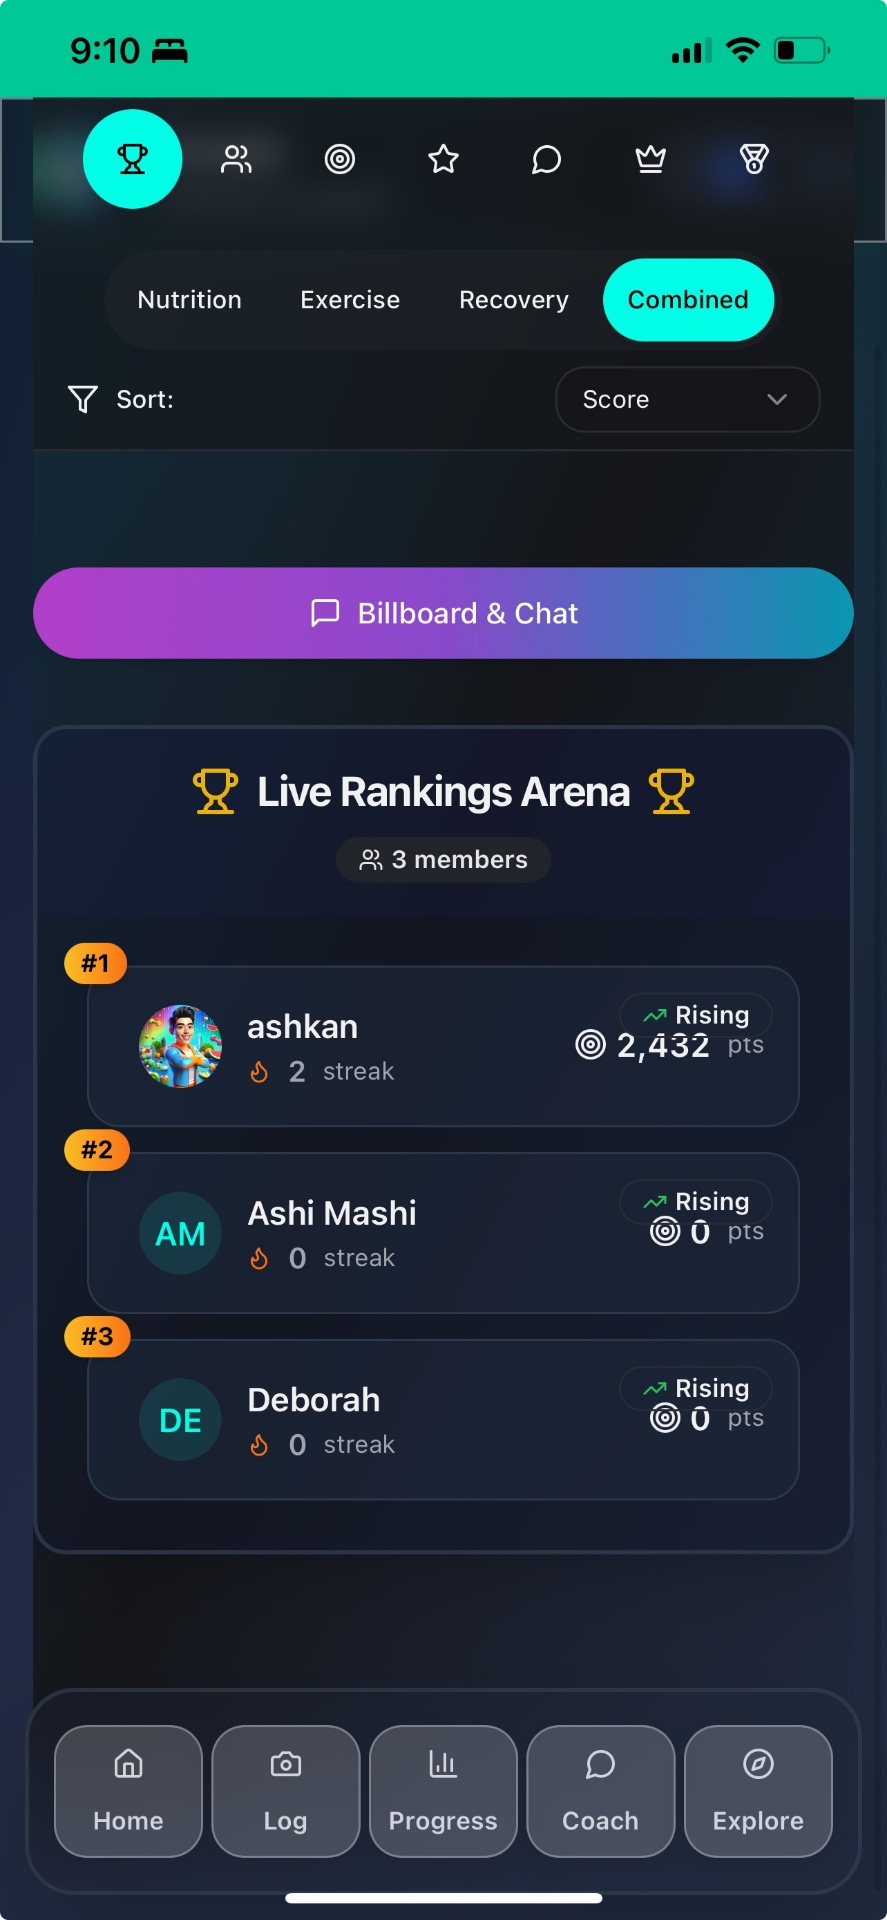 9:10
Nutrition Exercise Recovery Combined
Sort: Score
Billboard & Chat
Live Rankings Arena
3 members
#1
ashkan
2 streak
Rising
2,432 pts
#2
AM
Ashi Mashi
0 streak
Rising
0 pts
#3
DE
Deborah
0 streak
Rising
0 pts
Home Log Progress Coach Explore